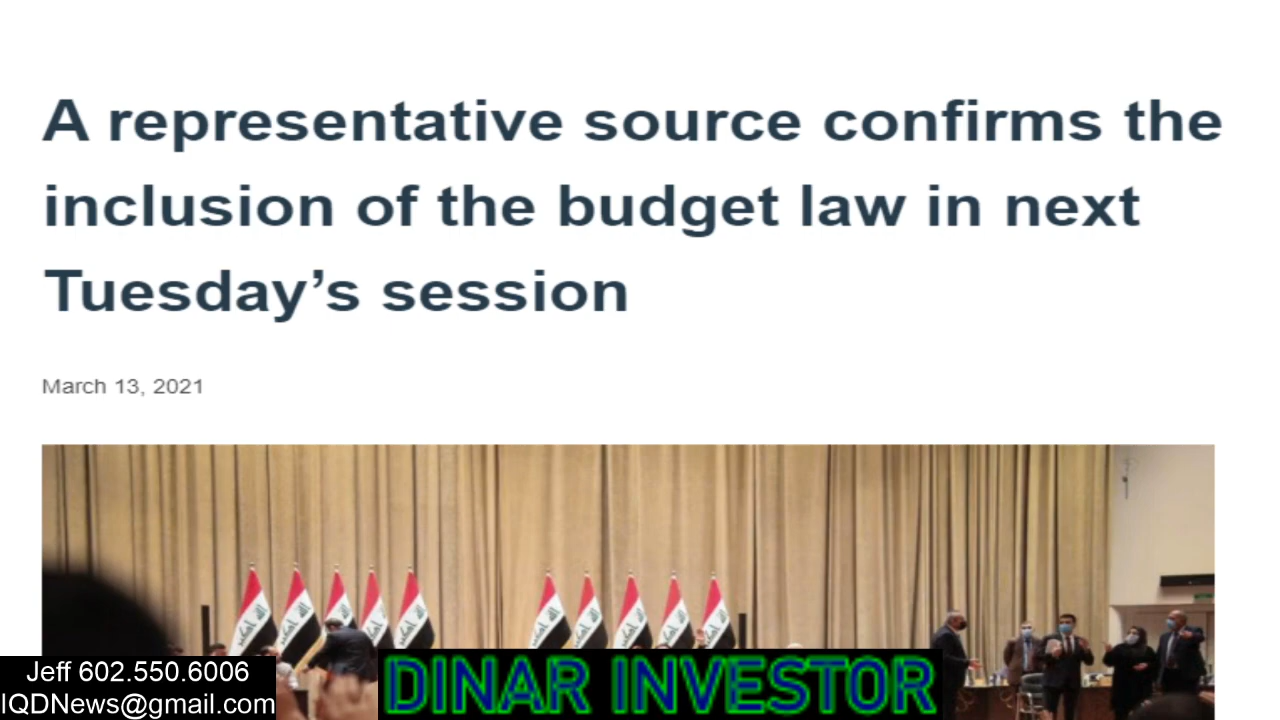 A representative source confirms the
inclusion of the budget law in next
Tuesday’s session
March 13, 2021
Jeff 602.550.6006
IQDNews@gmail.com
DINAR INVESTOR